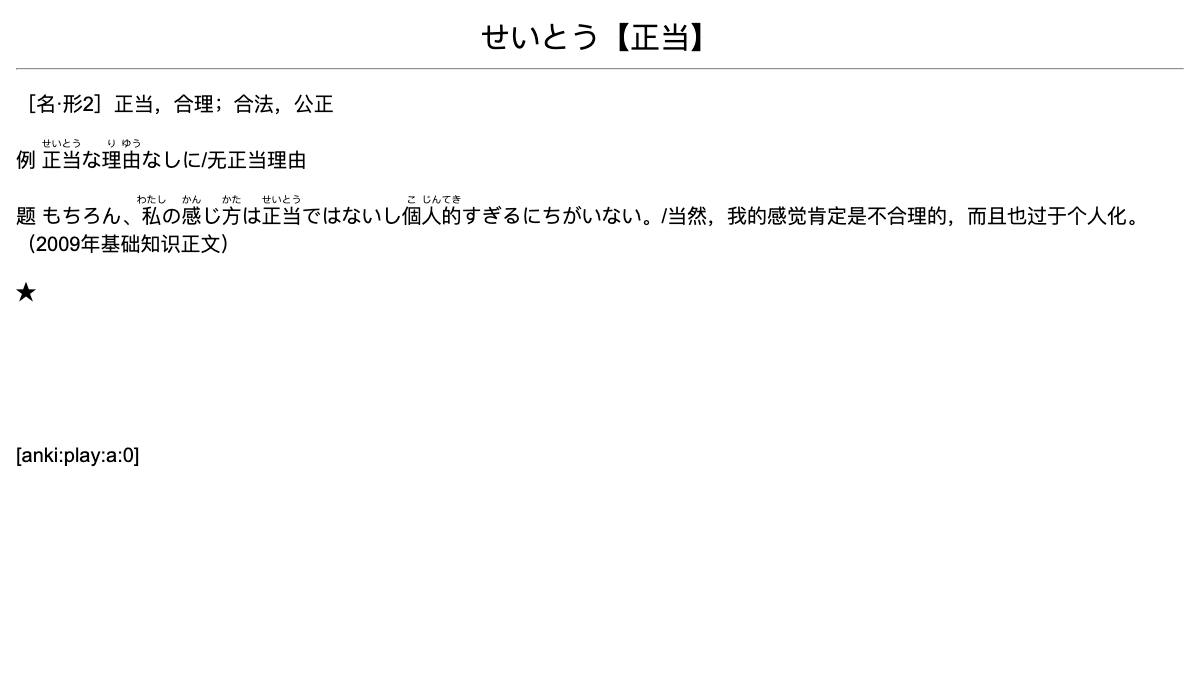 せいとう【正当】
［名·形2］正当，合理；合法，公正
せいとう り ゆう
例 正当な理由なしに/无正当理由
わたし かん かた せいとう こ じんてき
题 もちろん、私の感じ方は正当ではないし個人的すぎるにちがいない。/当然，我的感觉肯定是不合理的，而且也过于个人化。
（2009年基础知识正文）
★
[anki:play:a:0]